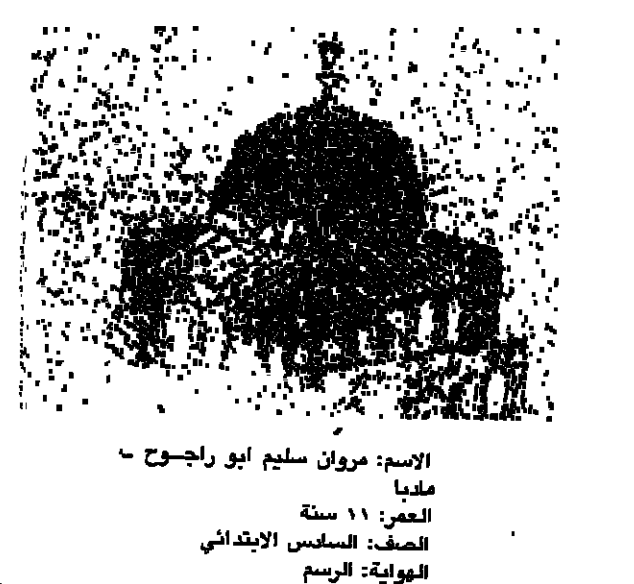 الاسم: مروان سليم ابو راجــوح ـ
مادبا
العمر: ١١ سنة
الصف: السادس الابتدائي
الهواية: الرسم